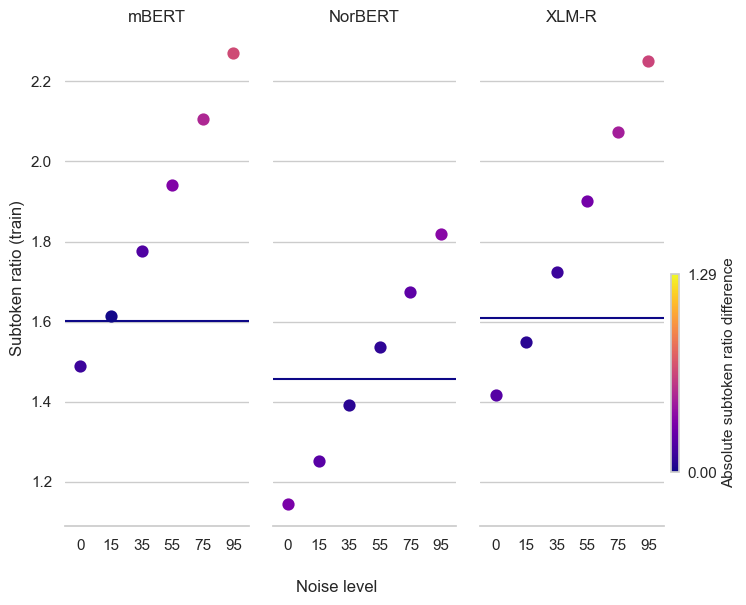 mBERT NorBERT XLM-R
Subtoken ratio (train)
2.2
2.0
1.8
1.6
1.4
1.2
0 15 35 55 75 95 0 15 35 55 75 95 0 15 35 55 75 95
Noise level
1.29
0.00
Absolute subtoken ratio difference